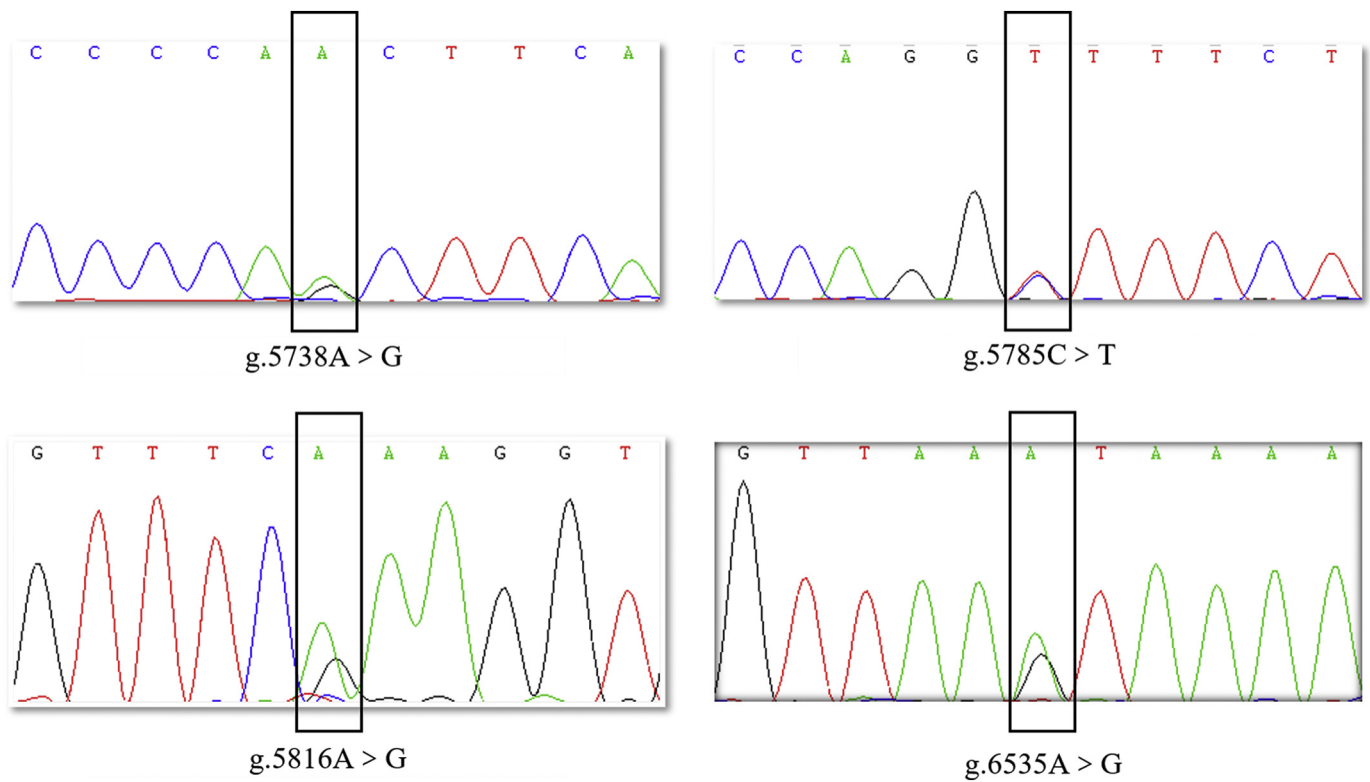 C C C C A A C T T C A
C C A G G T T T T C T
g.5738A > G
g.5785C > T
G T T T C A A A G G T
G T T A A A T A A A A
g.5816A > G
g.6535A > G